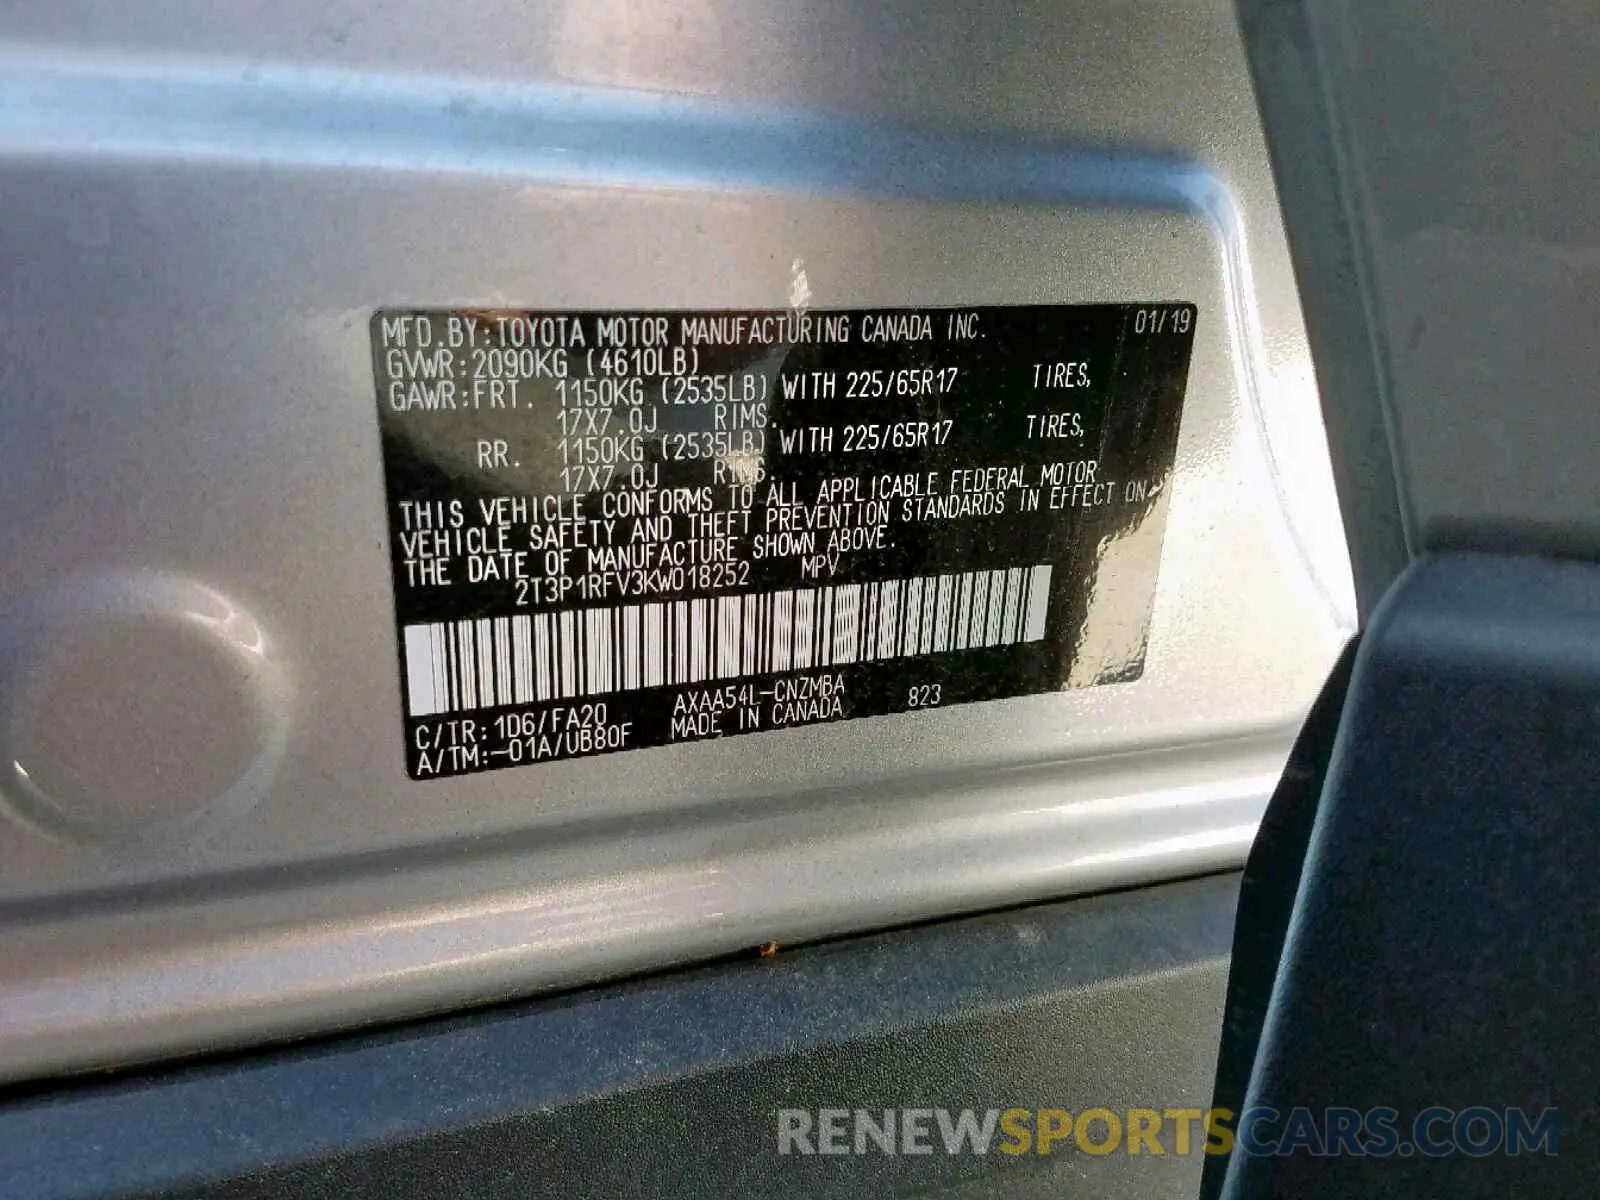 MFD.BY:TOYOTA MOTOR MANUFACTURING CANADA INC. 01/19
GVWR:2090KG (4610LB)
GAWR:FRT. 1150KG (2535LB) WITH 225/65R17 TIRES,
17X7.0J RIMS.
RR. 1150KG (2535LB) WITH 225/65R17 TIRES,
17X7.0J RIMS.
THIS VEHICLE CONFORMS TO ALL APPLICABLE FEDERAL MOTOR
VEHICLE SAFETY AND THEFT PREVENTION STANDARDS IN EFFECT ON
THE DATE OF MANUFACTURE SHOWN ABOVE.
2T3P1RFV3KW018252 MPV
C/TR:1D6/FA20 AXAA54L-CNZMBA 823
A/TM:-01A/UB80F MADE IN CANADA
RENEWSPORTSCARS.COM